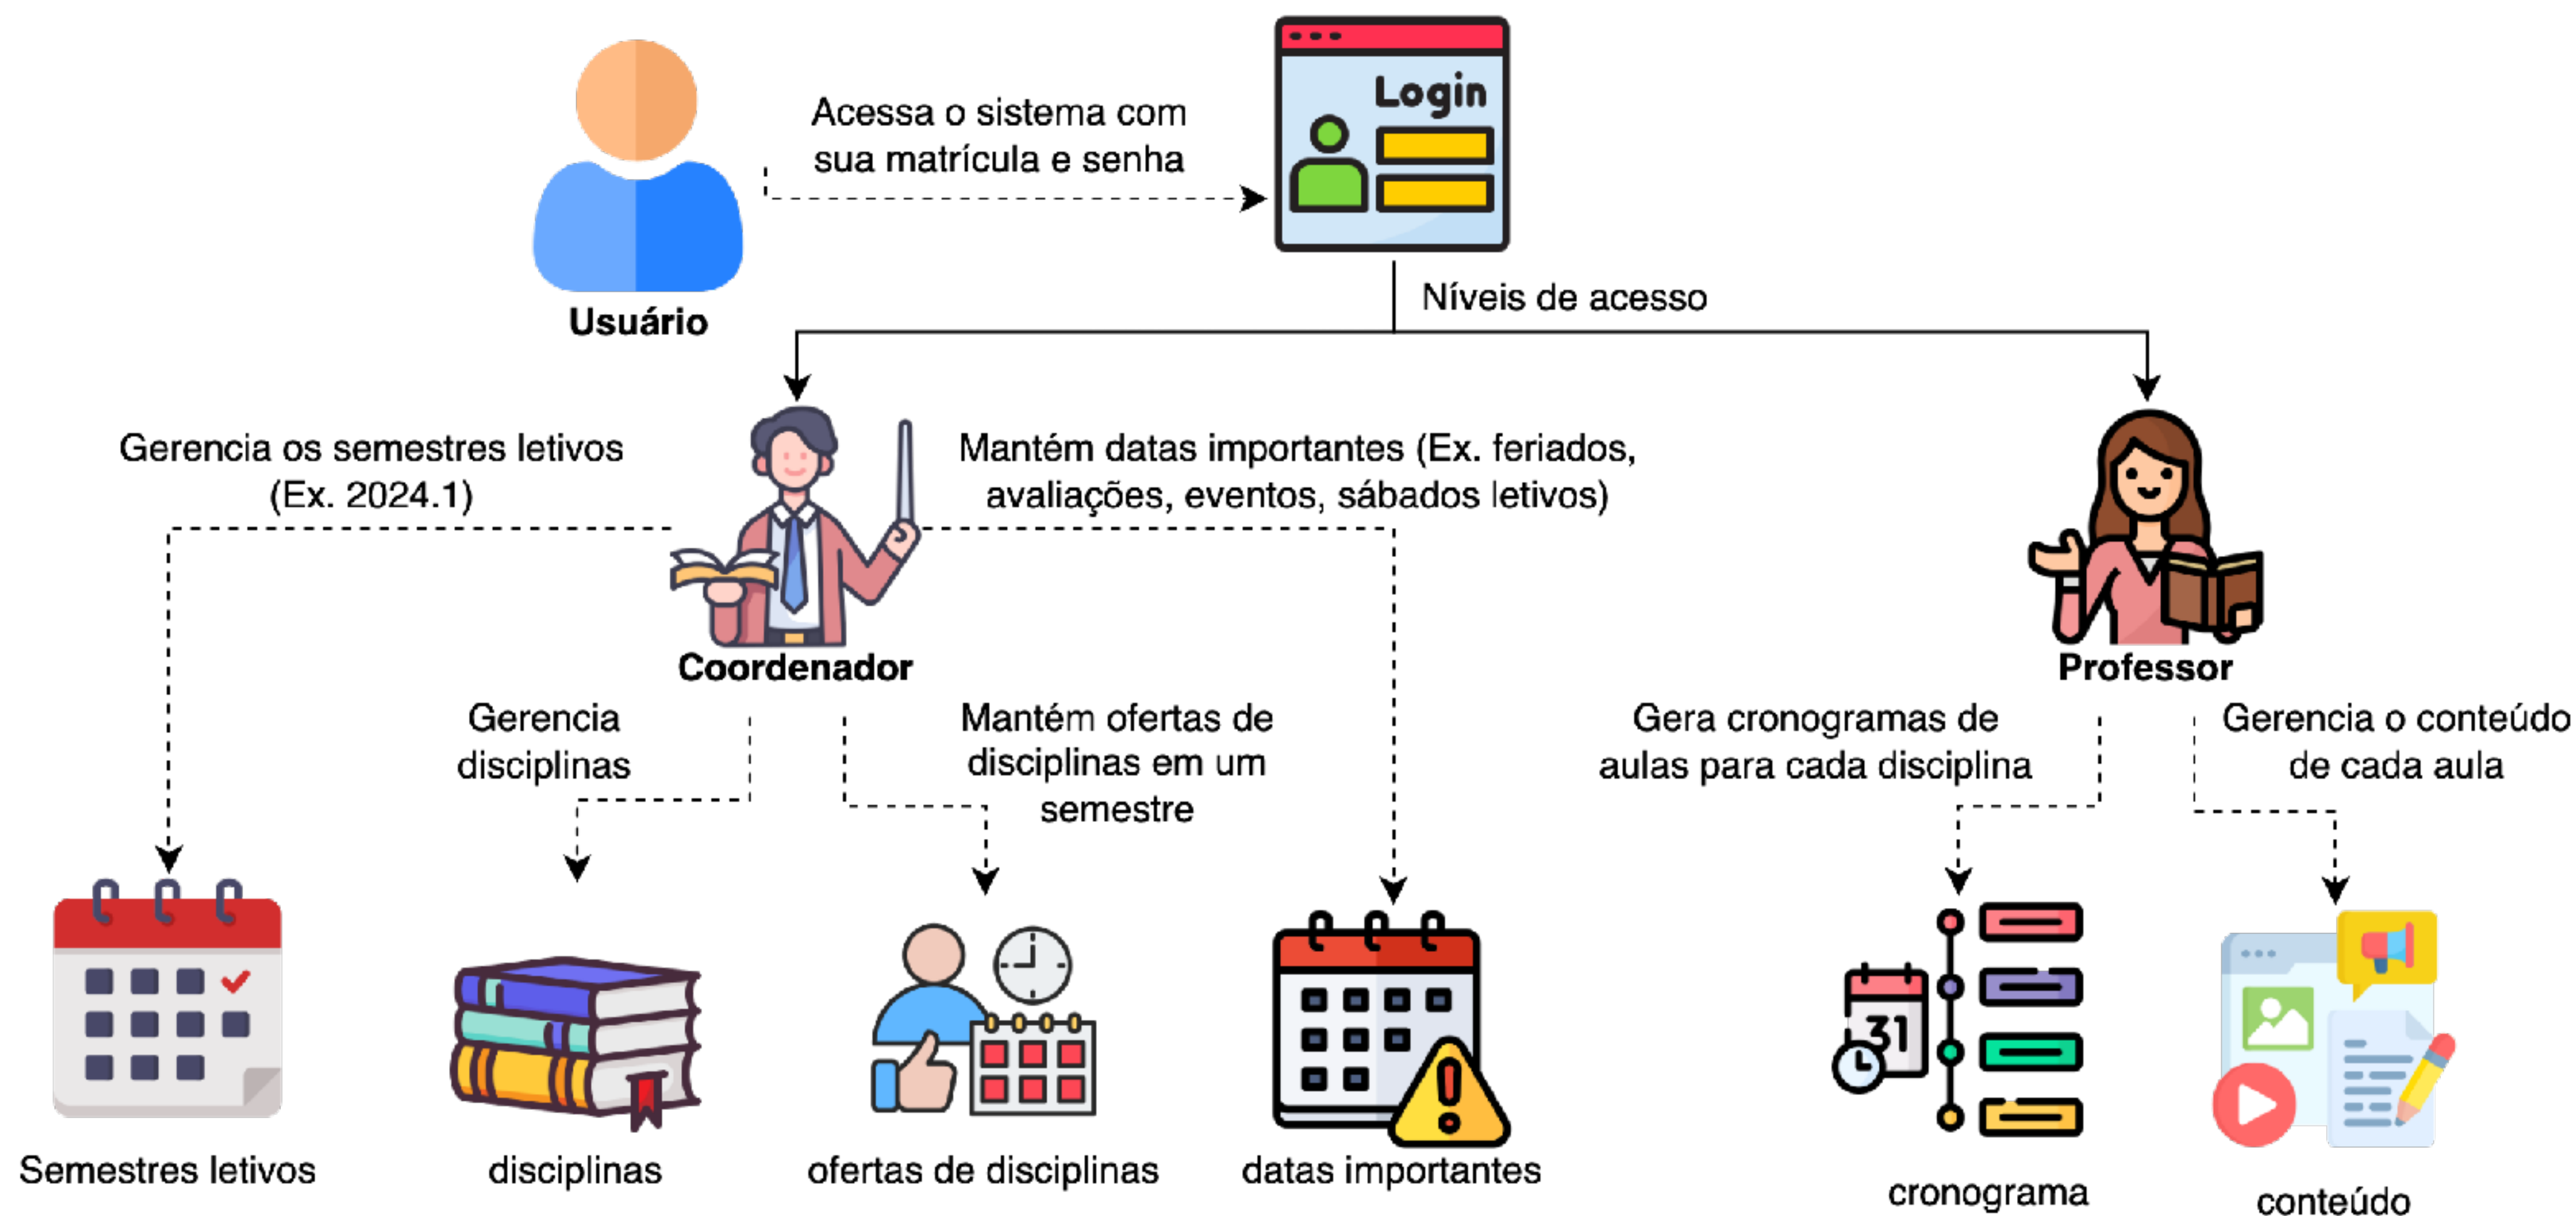 Acessa o sistema com
sua matrícula e senha
Login
Usuário
Níveis de acesso
Gerencia os semestres letivos
(Ex. 2024.1)
Mantém datas importantes (Ex. feriados,
avaliações, eventos, sábados letivos)
Coordenador
Professor
Gerencia
disciplinas
Mantém ofertas de
disciplinas em um
semestre
Gera cronogramas de
aulas para cada disciplina
Gerencia o conteúdo
de cada aula
31
Semestres letivos
disciplinas
ofertas de disciplinas
datas importantes
cronograma
conteúdo